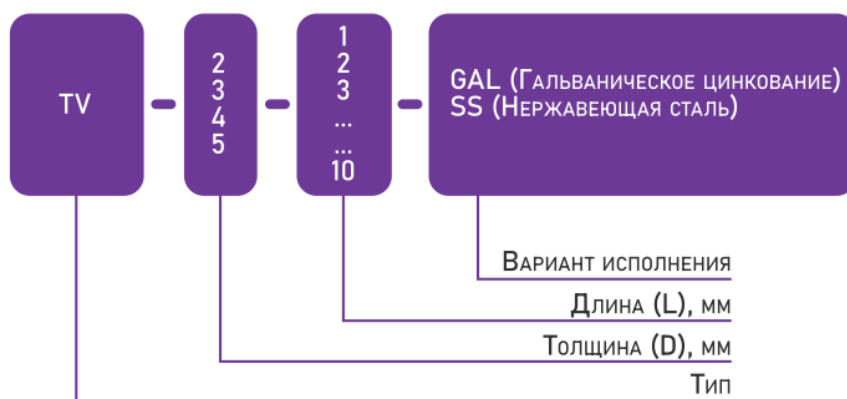 TV
2
3
4
5
1
2
3
...
...
10
GAL (Гальваническое цинкование)
SS (Нержавеющая сталь)
Вариант исполнения
Длина (L), мм
Толщина (D), мм
Тип